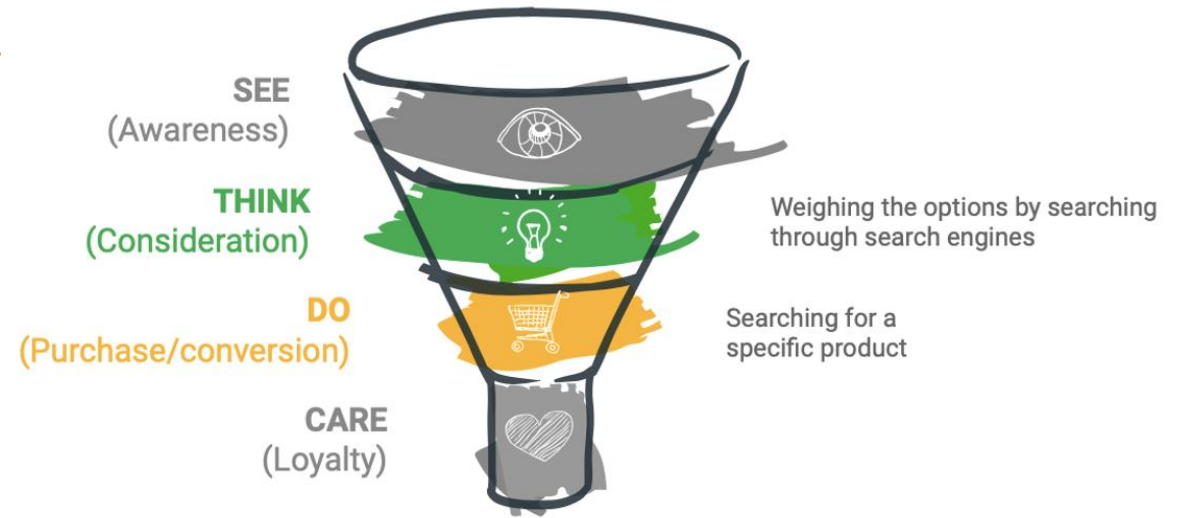 SEE
(Awareness)
THINK
(Consideration)
Weighing the options by searching
through search engines
DO
(Purchase/conversion)
Searching for a
specific product
CARE
(Loyalty)